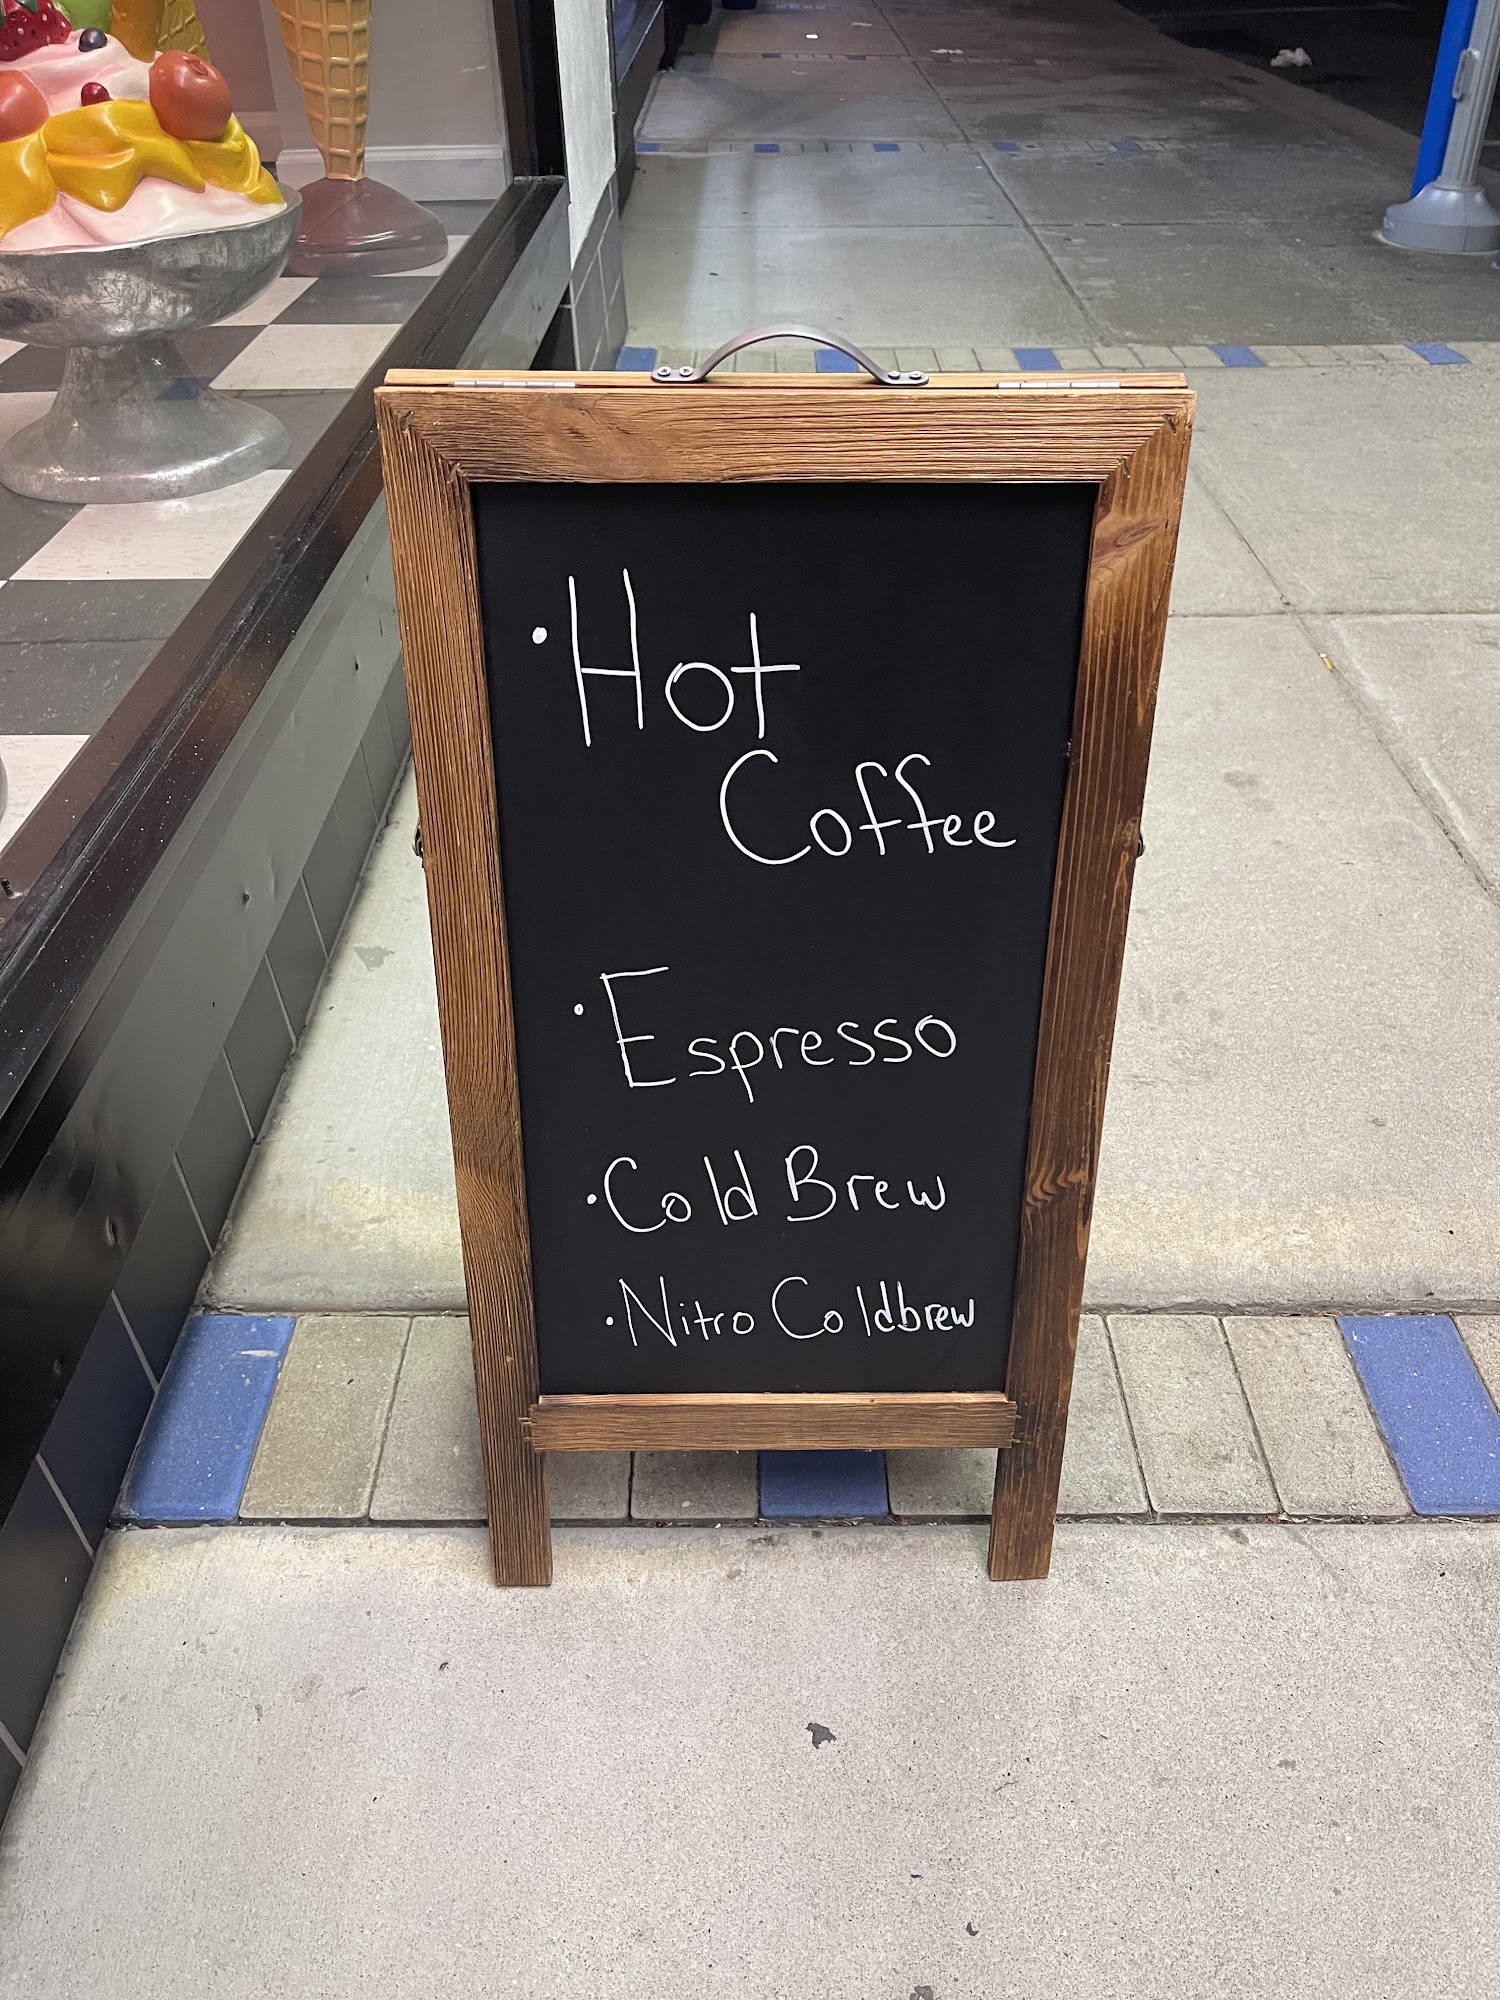 ·Hot
Coffee
·Espresso
·Cold Brew
·Nitro Coldbrew